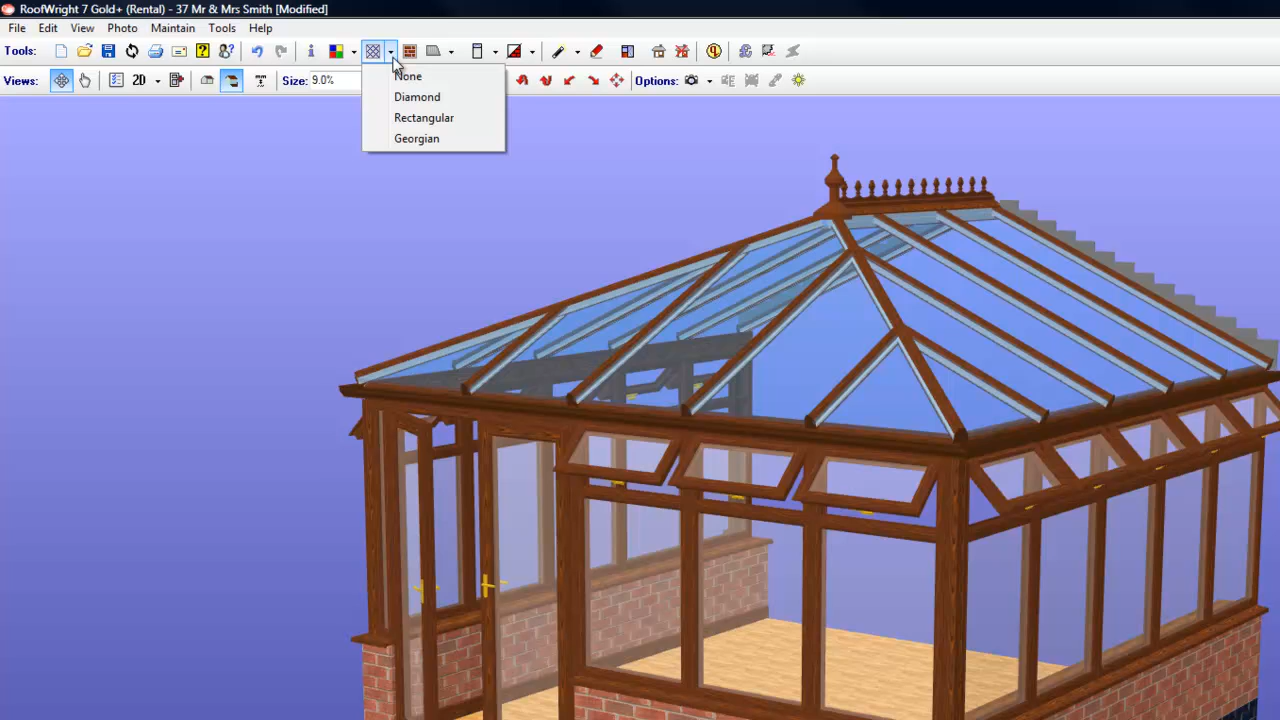 RoofWright 7 Gold+ (Rental) - 37 Mr & Mrs Smith [Modified]
File Edit View Photo Maintain Tools Help
Tools:
Views: 2D Size: 9.0% Options:
None
Diamond
Rectangular
Georgian